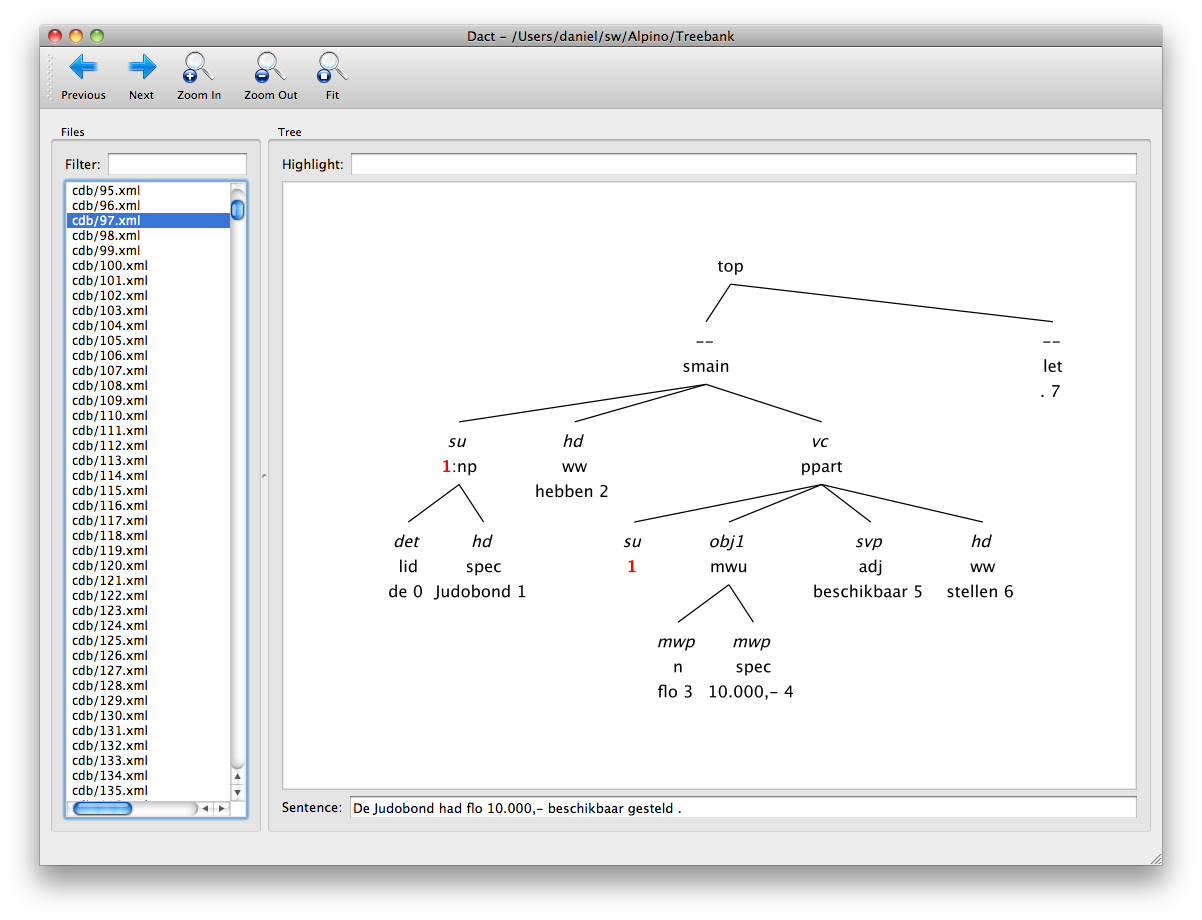 Dact - /Users/daniel/sw/Alpino/Treebank
Previous Next Zoom In Zoom Out Fit
Files
Filter:
cdb/95.xml
cdb/96.xml
cdb/97.xml
cdb/98.xml
cdb/99.xml
cdb/100.xml
cdb/101.xml
cdb/102.xml
cdb/103.xml
cdb/104.xml
cdb/105.xml
cdb/106.xml
cdb/107.xml
cdb/108.xml
cdb/109.xml
cdb/110.xml
cdb/111.xml
cdb/112.xml
cdb/113.xml
cdb/114.xml
cdb/115.xml
cdb/116.xml
cdb/117.xml
cdb/118.xml
cdb/119.xml
cdb/120.xml
cdb/121.xml
cdb/122.xml
cdb/123.xml
cdb/124.xml
cdb/125.xml
cdb/126.xml
cdb/127.xml
cdb/128.xml
cdb/129.xml
cdb/130.xml
cdb/131.xml
cdb/132.xml
cdb/133.xml
cdb/134.xml
cdb/135.xml
Tree
Highlight:
top
-- --
smain let
. 7
su hd vc
1:np ww ppart
hebben 2
det hd su obj1 svp hd
lid spec 1 mwu adj ww
de 0 Judobond 1 beschikbaar 5 stellen 6
mwp mwp
n spec
flo 3 10.000,- 4
Sentence: De Judobond had flo 10.000,- beschikbaar gesteld .